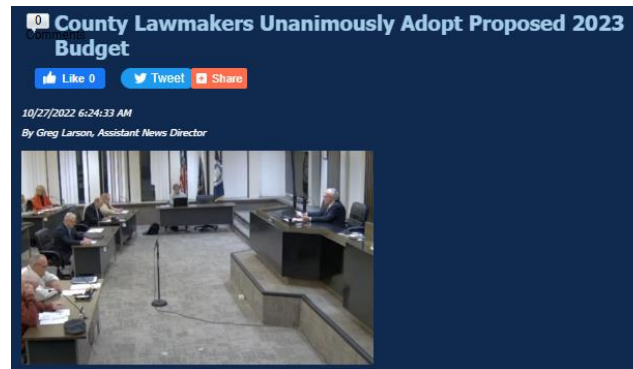 0
Comments
County Lawmakers Unanimously Adopt Proposed 2023
Budget
Like 0
Tweet
Share
10/27/2022 6:24:33 AM
By Greg Larson, Assistant News Director